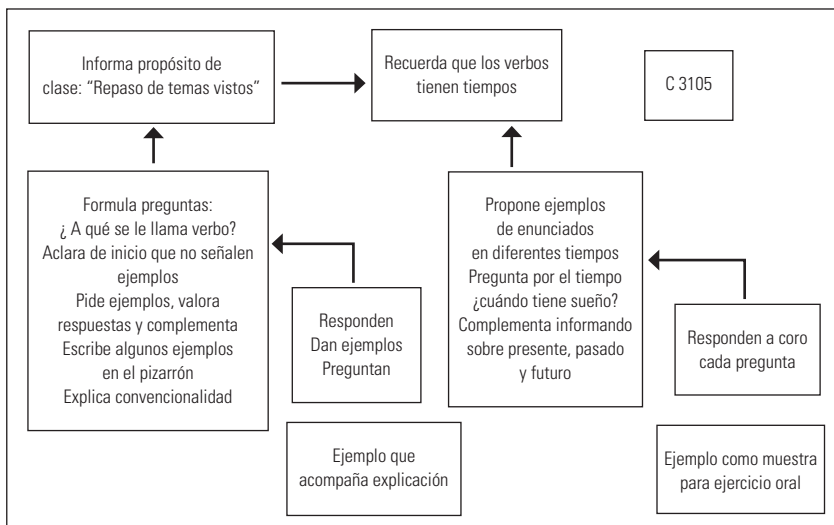 Informa propósito de
clase: “Repaso de temas vistos“
Recuerda que los verbos
tienen tiempos
C 3105
Formula preguntas:
¿ A qué se le llama verbo?
Aclara de inicio que no señalen
ejemplos
Pide ejemplos, valora
respuestas y complementa
Escribe algunos ejemplos
en el pizarrón
Explica convencionalidad
Responden
Dan ejemplos
Preguntan
Propone ejemplos
de enunciados
en diferentes tiempos
Pregunta por el tiempo
¿cuándo tiene sueño?
Complementa informando
sobre presente, pasado
y futuro
Responden a coro
cada pregunta
Ejemplo que
acompaña explicación
Ejemplo como muestra
para ejercicio oral